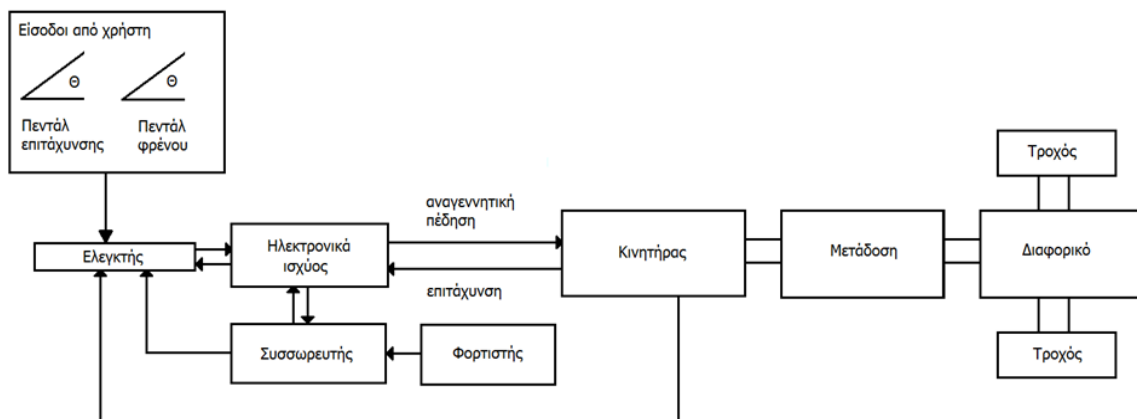 Είσοδοι από χρήστη
Θ
Θ
Πεντάλ
επιτάχυνσης
Πεντάλ
φρένου
Ελεγκτής
Ηλεκτρονικά
ισχύος
αναγεννητική
πέδηση
επιτάχυνση
Συσσωρευτής
Φορτιστής
Κινητήρας
Μετάδοση
Τροχός
Διαφορικό
Τροχός